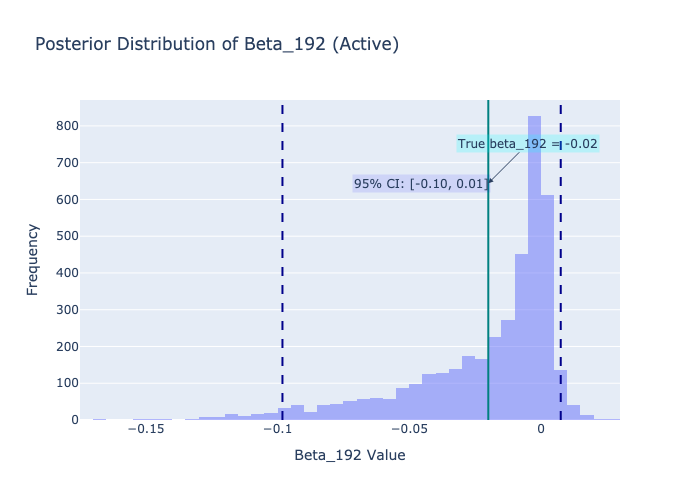 Posterior Distribution of Beta_192 (Active)
800
700
600
500
400
300
200
100
0
Frequency
True beta_192 = -0.02
95% CI: [-0.10, 0.01]
−0.15
−0.1
−0.05
0
Beta_192 Value